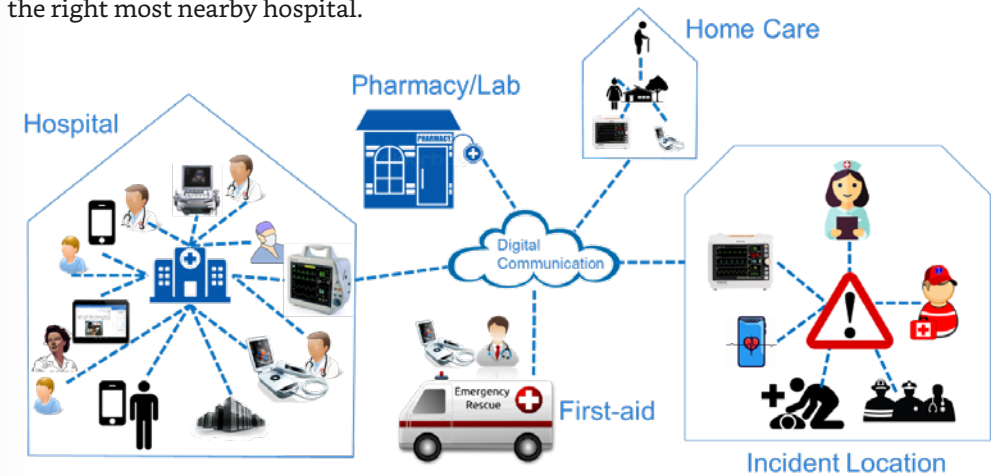 the right most nearby hospital.
Home Care
Pharmacy/Lab
Hospital
PHARMACY
Digital
Communication
Emergency
Rescue
First-aid
Incident Location